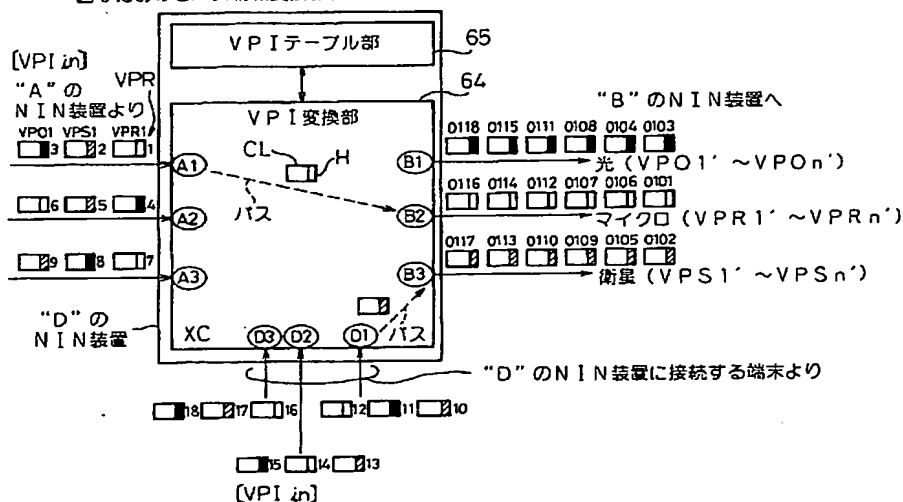 VPIテーブル部
65
[VPI in]
"A"の
NIN装置より
VPR
64
VPI変換部
"B"のNIN装置へ
VPO1 VPS1 VPR1
3 2 1
A1
CL
H
B1
0118 0115 0111 0108 0104 0103
光(VPO1′~VPOn′)
パス
6 5 4
A2
B2
0116 0114 0112 0107 0106 0101
マイクロ(VPR1′~VPRn′)
9 8 7
A3
B3
0117 0113 0110 0109 0105 0102
衛星(VPS1′~VPSn′)
"D"の
NIN装置
XC
D3 D2 D1
パス
"D"のNIN装置に接続する端末より
18 17 16 12 11 10
15 14 13
[VPI in]